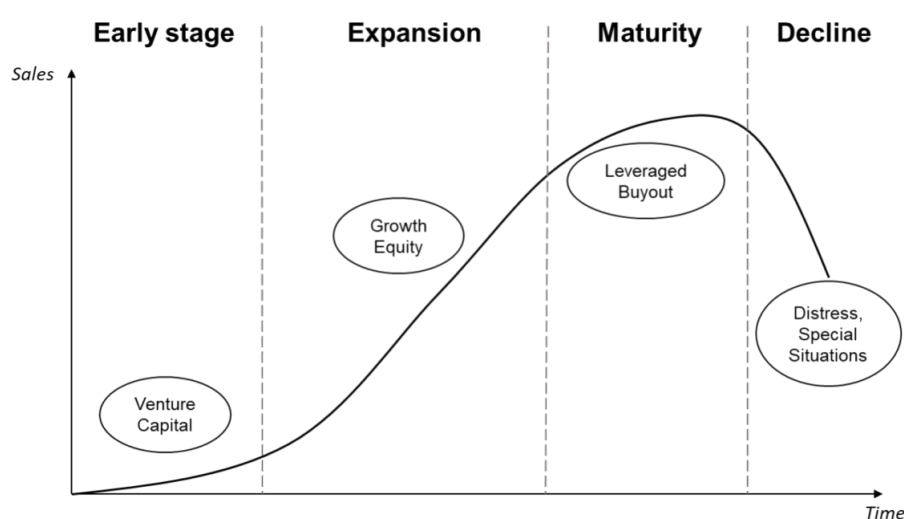 Early stage
Expansion
Maturity
Decline
Sales
Leveraged
Buyout
Growth
Equity
Distress,
Special
Situations
Venture
Capital
Time